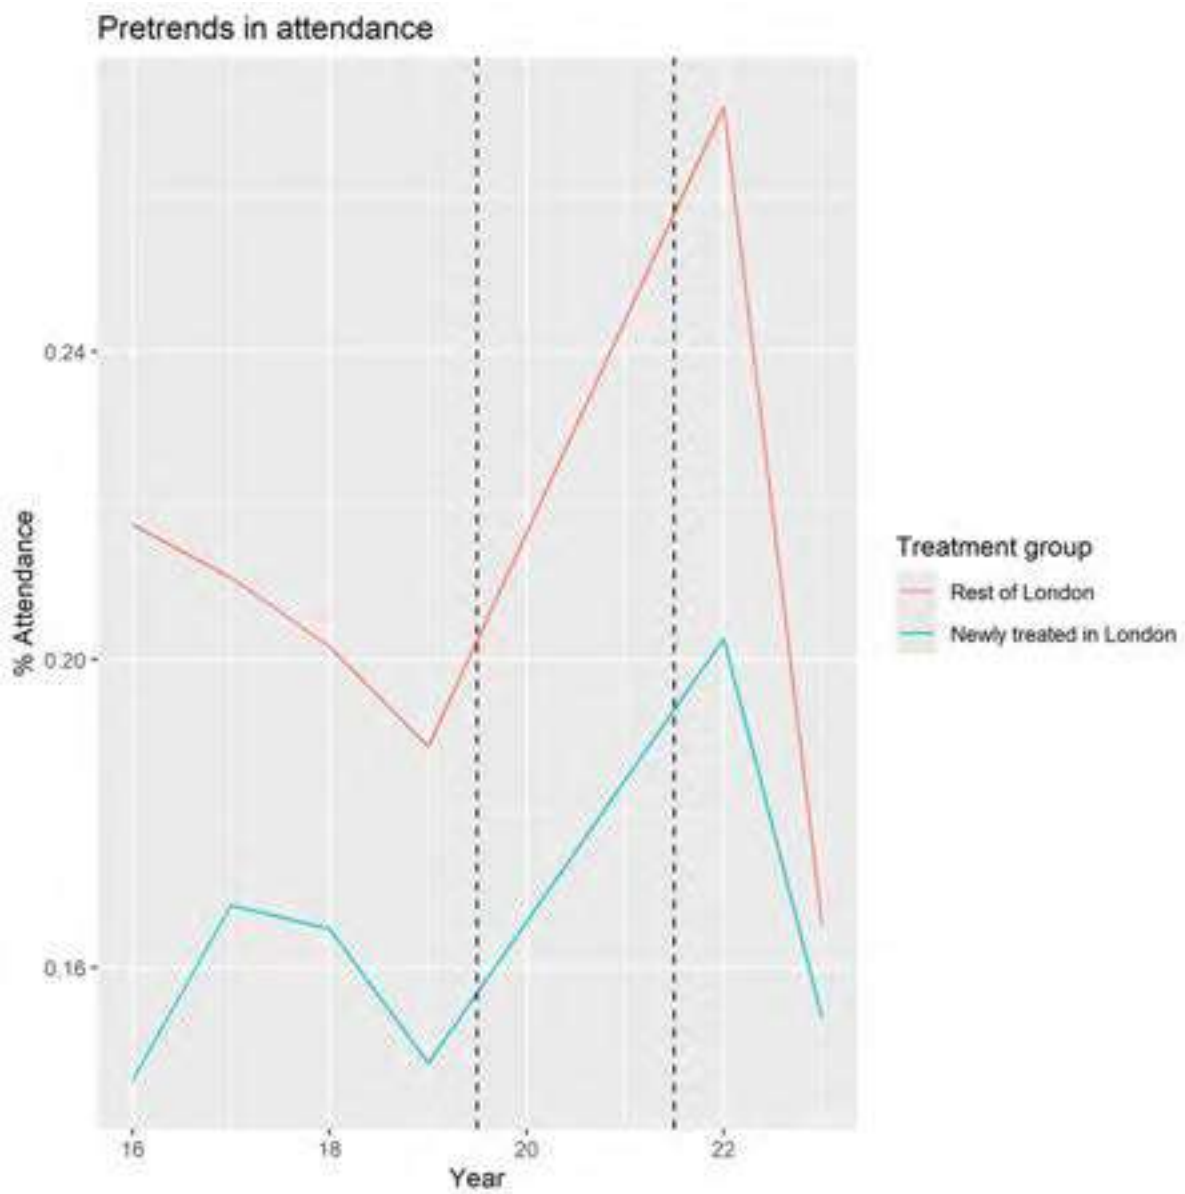 Pretrends in attendance
0.24
0.20
0.16
% Attendance
16
18
20
22
Year
Treatment group
Rest of London
Newly treated in London